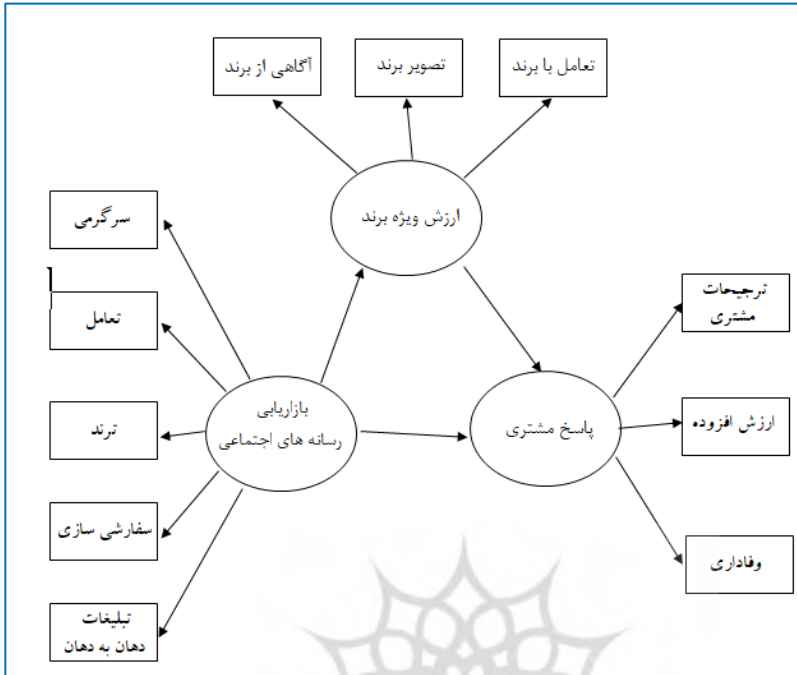 آگاهی از برند
تصویر برند
تعامل با برند
ارزش ویژه برند
سرگرمی
تعامل
ترند
سفارشی سازی
تبلیغات
دهان به دهان
بازاریابی
رسانه های اجتماعی
پاسخ مشتری
ترجیحات
مشتری
ارزش افزوده
وفاداری